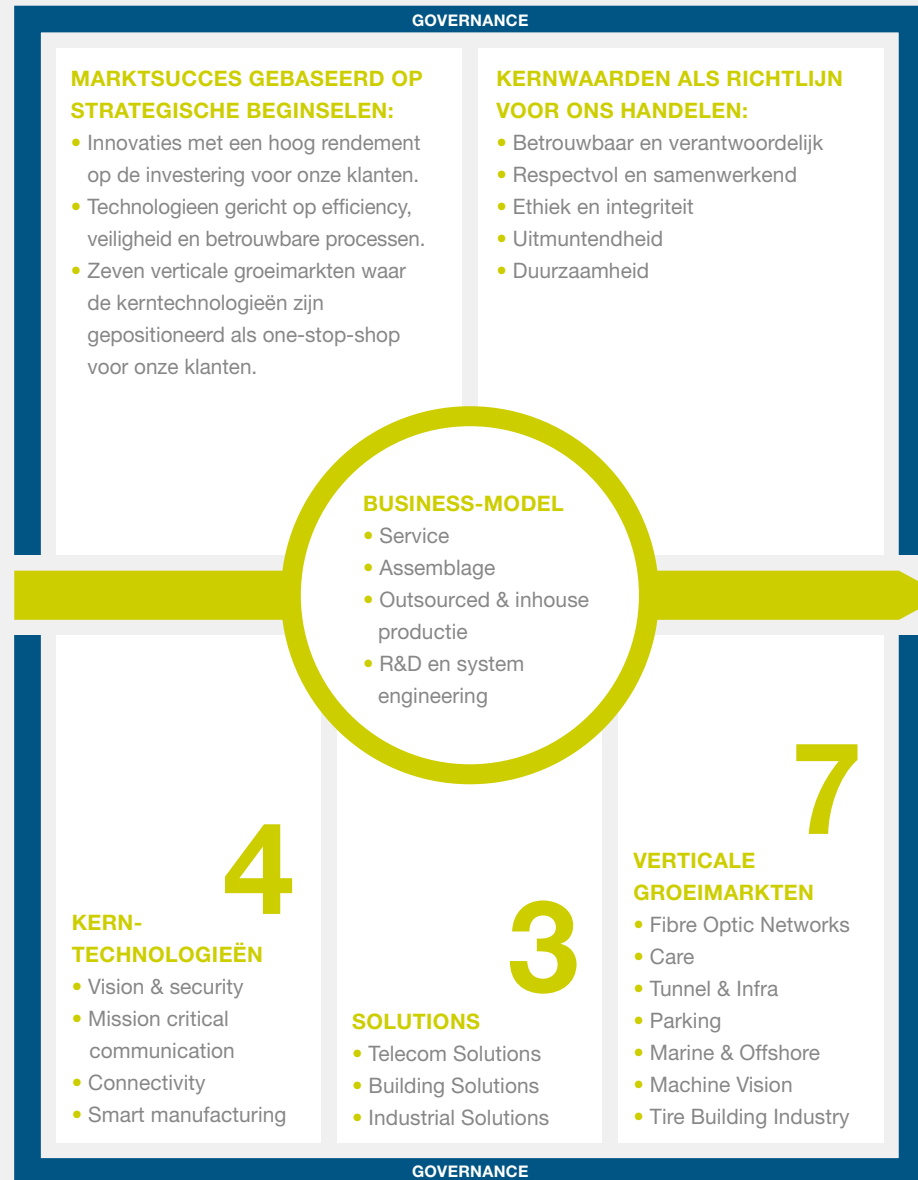 GOVERNANCE
MARKTSUCCES GEBASEERD OP
STRATEGISCHE BEGINSELEN:
• Innovaties met een hoog rendement
op de investering voor onze klanten.
• Technologieen gericht op efficiency,
veiligheid en betrouwbare processen.
• Zeven verticale groeimarkten waar
de kerntechnologieën zijn
gepositioneerd als one-stop-shop
voor onze klanten.
KERNWAARDEN ALS RICHTLIJN
VOOR ONS HANDELEN:
• Betrouwbaar en verantwoordelijk
• Respectvol en samenwerkend
• Ethiek en integriteit
• Uitmuntendheid
• Duurzaamheid
BUSINESS-MODEL
• Service
• Assemblage
• Outsourced & inhouse
productie
• R&D en system
engineering
4
KERN-
TECHNOLOGIEËN
• Vision & security
• Mission critical
communication
• Connectivity
• Smart manufacturing
3
SOLUTIONS
• Telecom Solutions
• Building Solutions
• Industrial Solutions
7
VERTICALE
GROEIMARKTEN
• Fibre Optic Networks
• Care
• Tunnel & Infra
• Parking
• Marine & Offshore
• Machine Vision
• Tire Building Industry
GOVERNANCE